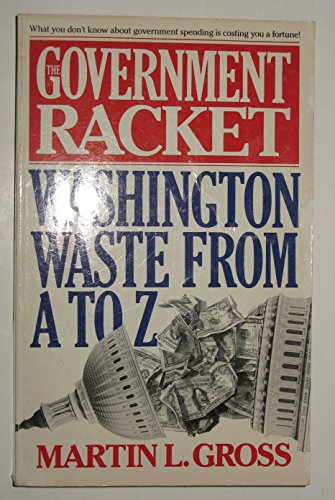 What you don't know about government spending is costing you a fortune!
THE GOVERNMENT
RACKET
WASHINGTON
WASTE FROM
A TO Z
MARTIN L. GROSS